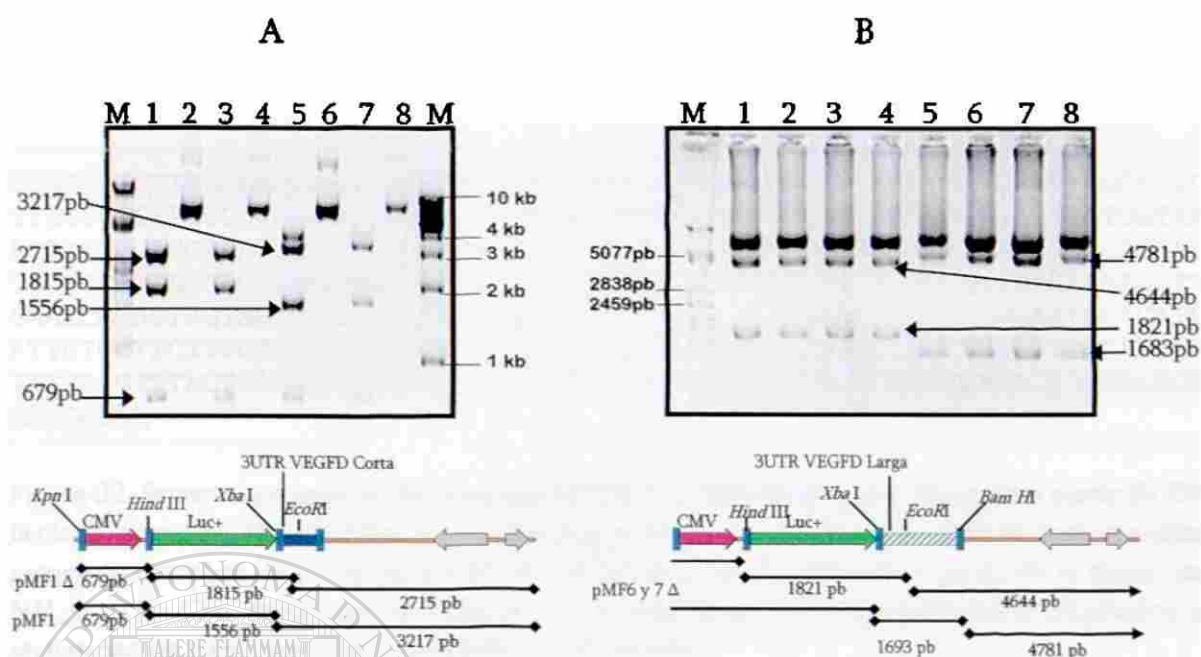 A
B
M 1 2 3 4 5 6 7 8 M
3217pb
2715pb
1815pb
1556pb
679pb
10 kb
4 kb
3 kb
2 kb
1 kb
M 1 2 3 4 5 6 7 8
5077pb
2838pb
2459pb
4781pb
4644pb
1821pb
1683pb
3UTR VEGFD Corta
Kpn I
Hind III
Xba I
EcoRI
CMV
Luc+
pMF1 Δ
679pb
1815 pb
2715 pb
pMF1
679pb
1556 pb
3217 pb
3UTR VEGFD Larga
Xba I
Bam HI
Hind III
EcoRI
CMV
Luc+
1821 pb
4644 pb
pMF6 y 7 Δ
1693 pb
4781 pb
ALERE FLAMMAM